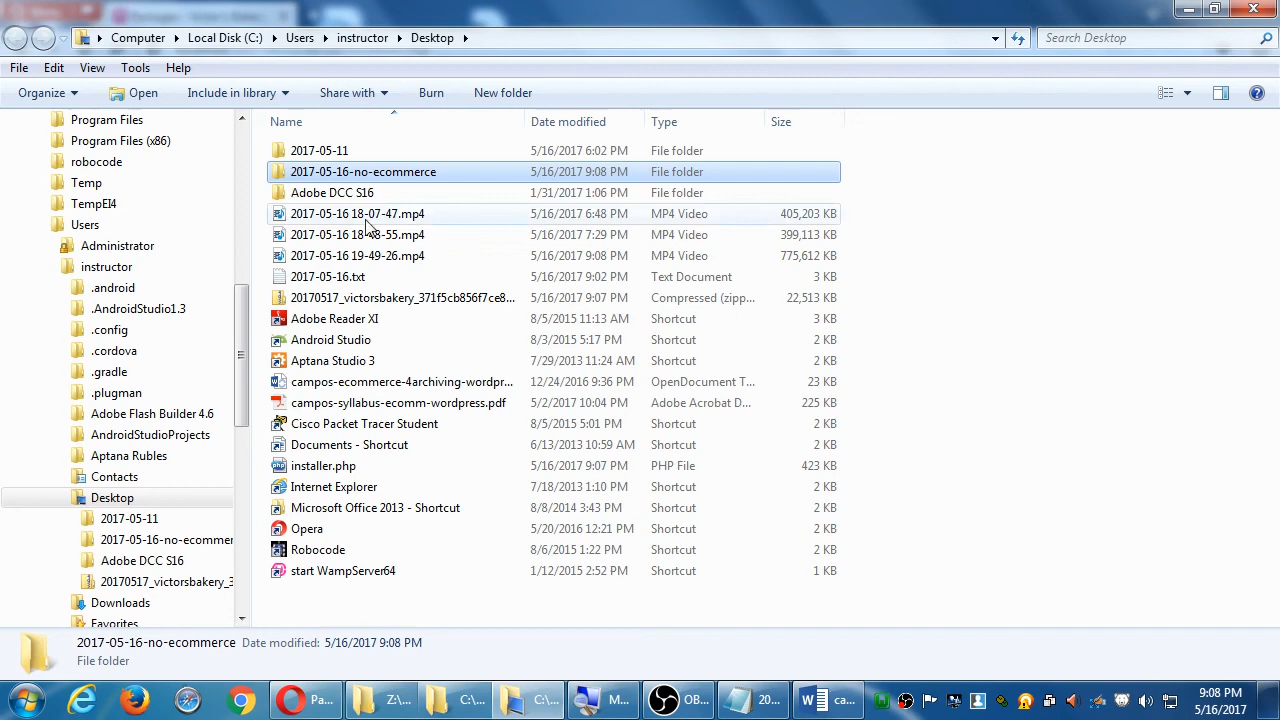 Computer Local Disk (C:) Users instructor Desktop Search Desktop
File Edit View Tools Help
Organize Open Include in library Share with Burn New folder
Program Files
Program Files (x86)
robocode
Temp
TempEI4
Users
Administrator
instructor
.android
.AndroidStudio1.3
.config
.cordova
.gradle
.plugman
Adobe Flash Builder 4.6
AndroidStudioProjects
Aptana Rubles
Contacts
Desktop
2017-05-11
2017-05-16-no-ecommer
Adobe DCC S16
20170517_victorsbakery_3
Downloads
Favorites
Name Date modified Type Size
2017-05-11 5/16/2017 6:02 PM File folder
2017-05-16-no-ecommerce 5/16/2017 9:08 PM File folder
Adobe DCC S16 1/31/2017 1:06 PM File folder
2017-05-16 18-07-47.mp4 5/16/2017 6:48 PM MP4 Video 405,203 KB
2017-05-16 18-48-55.mp4 5/16/2017 7:29 PM MP4 Video 399,113 KB
2017-05-16 19-49-26.mp4 5/16/2017 9:08 PM MP4 Video 775,612 KB
2017-05-16.txt 5/16/2017 9:02 PM Text Document 3 KB
20170517_victorsbakery_371f5cb856f7ce8... 5/16/2017 9:07 PM Compressed (zipp... 22,513 KB
Adobe Reader XI 8/5/2015 11:13 AM Shortcut 3 KB
Android Studio 8/3/2015 5:17 PM Shortcut 2 KB
Aptana Studio 3 7/29/2013 11:24 AM Shortcut 2 KB
campos-ecommerce-4archiving-wordpr... 12/24/2016 9:36 PM OpenDocument T... 23 KB
campos-syllabus-ecomm-wordpress.pdf 5/2/2017 10:04 PM Adobe Acrobat D... 225 KB
Cisco Packet Tracer Student 8/5/2015 5:01 PM Shortcut 2 KB
Documents - Shortcut 6/13/2013 10:59 AM Shortcut 2 KB
installer.php 5/16/2017 9:07 PM PHP File 423 KB
Internet Explorer 7/18/2013 1:10 PM Shortcut 2 KB
Microsoft Office 2013 - Shortcut 8/8/2014 3:43 PM Shortcut 2 KB
Opera 5/20/2016 12:21 PM Shortcut 2 KB
Robocode 8/6/2015 1:22 PM Shortcut 2 KB
start WampServer64 1/12/2015 2:52 PM Shortcut 1 KB
2017-05-16-no-ecommerce Date modified: 5/16/2017 9:08 PM
File folder
Pa... Z:\... C:\... C:\... M... OB... 20... ca...
9:08 PM
5/16/2017